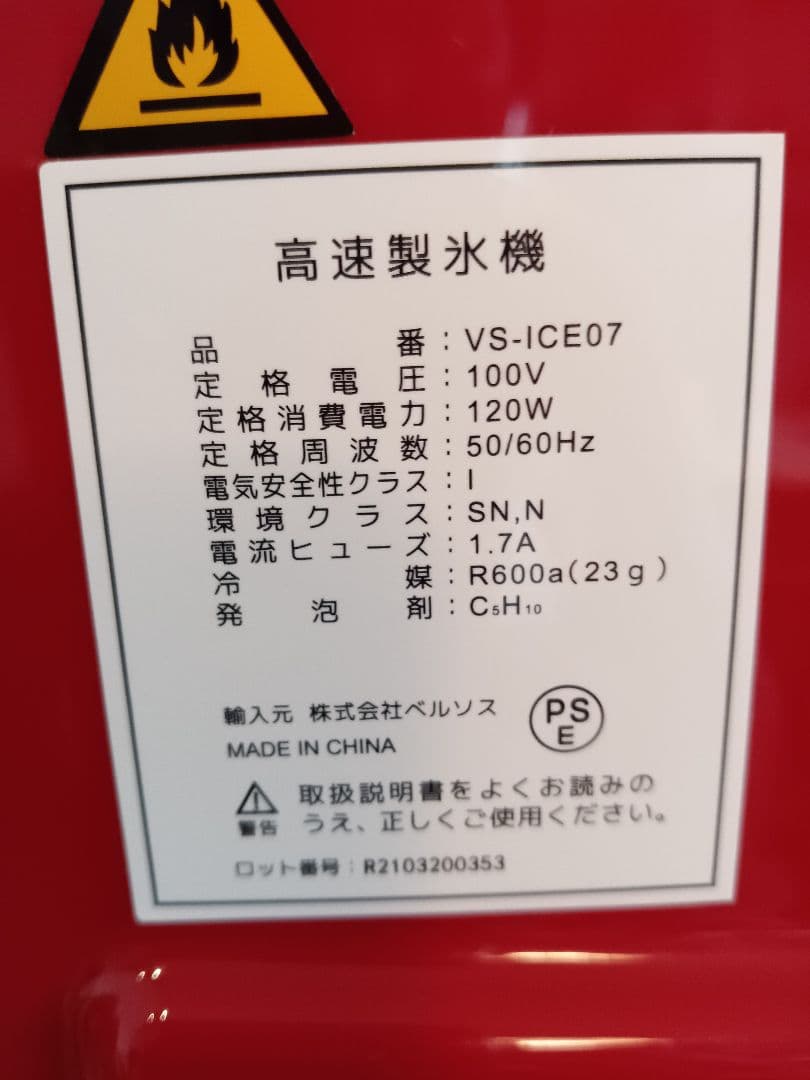 高速製氷機
品番：VS-ICE07
定格電圧：100V
定格消費電力：120W
定格周波数：50/60Hz
電気安全性クラス：I
環境クラス：SN,N
電流ヒューズ：1.7A
冷媒：R600a(23ｇ)
発泡剤：C₅H₁₀
輸入元 株式会社ベルソス
PS
E
MADE IN CHINA
取扱説明書をよくお読みの
警告 うえ、正しくご使用ください。
ロット番号：R2103200353